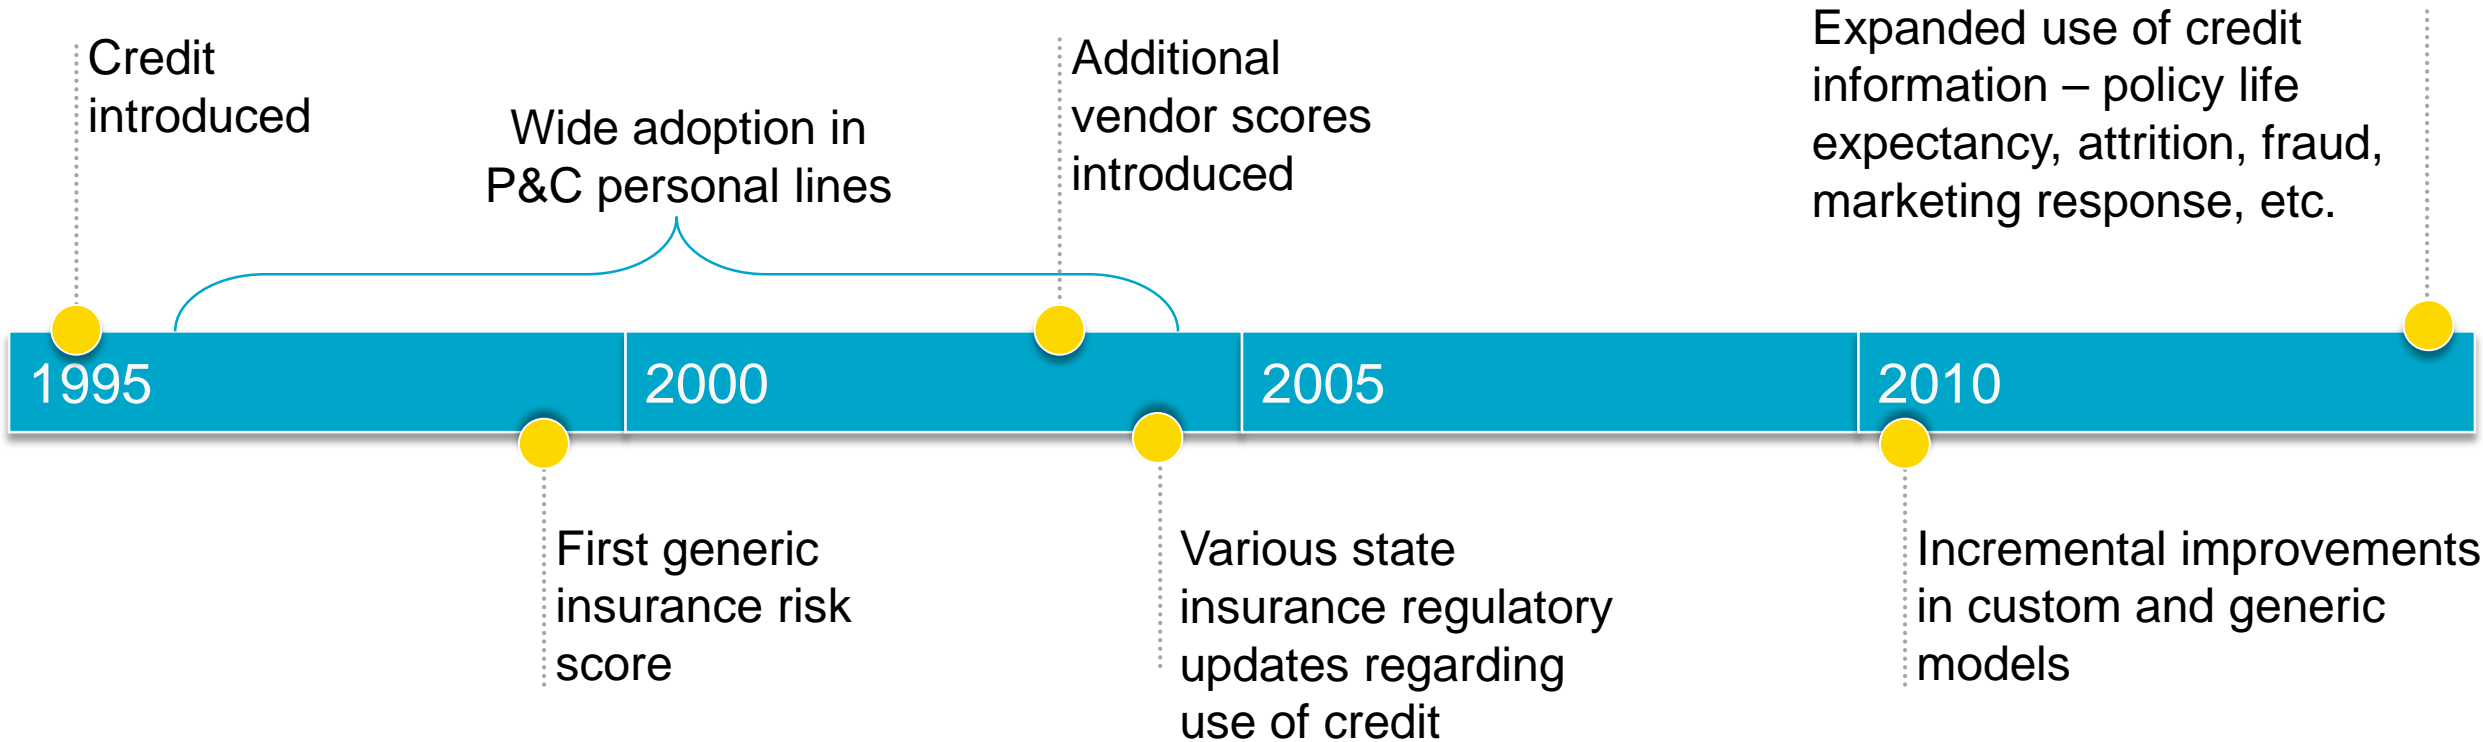 Credit
introduced
Wide adoption in
P&C personal lines
Additional
vendor scores
introduced
Expanded use of credit
information – policy life
expectancy, attrition, fraud,
marketing response, etc.
1995
2000
2005
2010
First generic
insurance risk
score
Various state
insurance regulatory
updates regarding
use of credit
Incremental improvements
in custom and generic
models